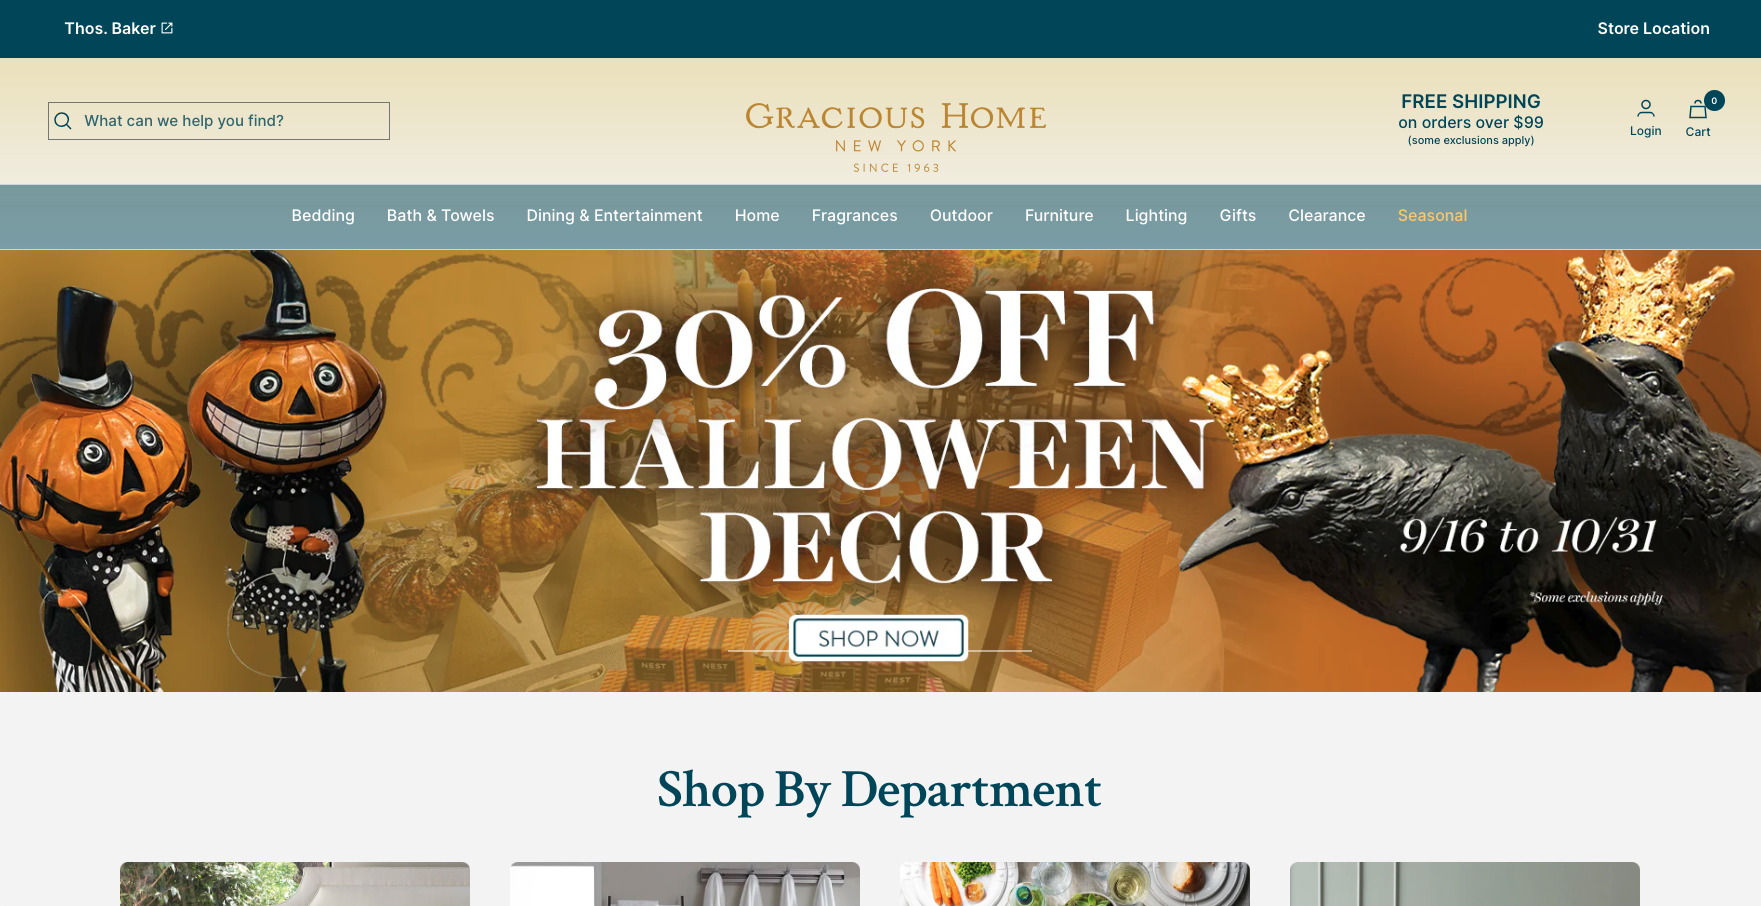 Thos. Baker
Store Location
What can we help you find?
GRACIOUS HOME
NEW YORK
SINCE 1963
FREE SHIPPING
on orders over $99
(some exclusions apply)
Login
0
Cart
Bedding
Bath & Towels
Dining & Entertainment
Home
Fragrances
Outdoor
Furniture
Lighting
Gifts
Clearance
Seasonal
30% OFF
HALLOWEEN
DECOR
9/16 to 10/31
*Some exclusions apply
SHOP NOW
NEST
NEST
NEST
NEST
Shop By Department